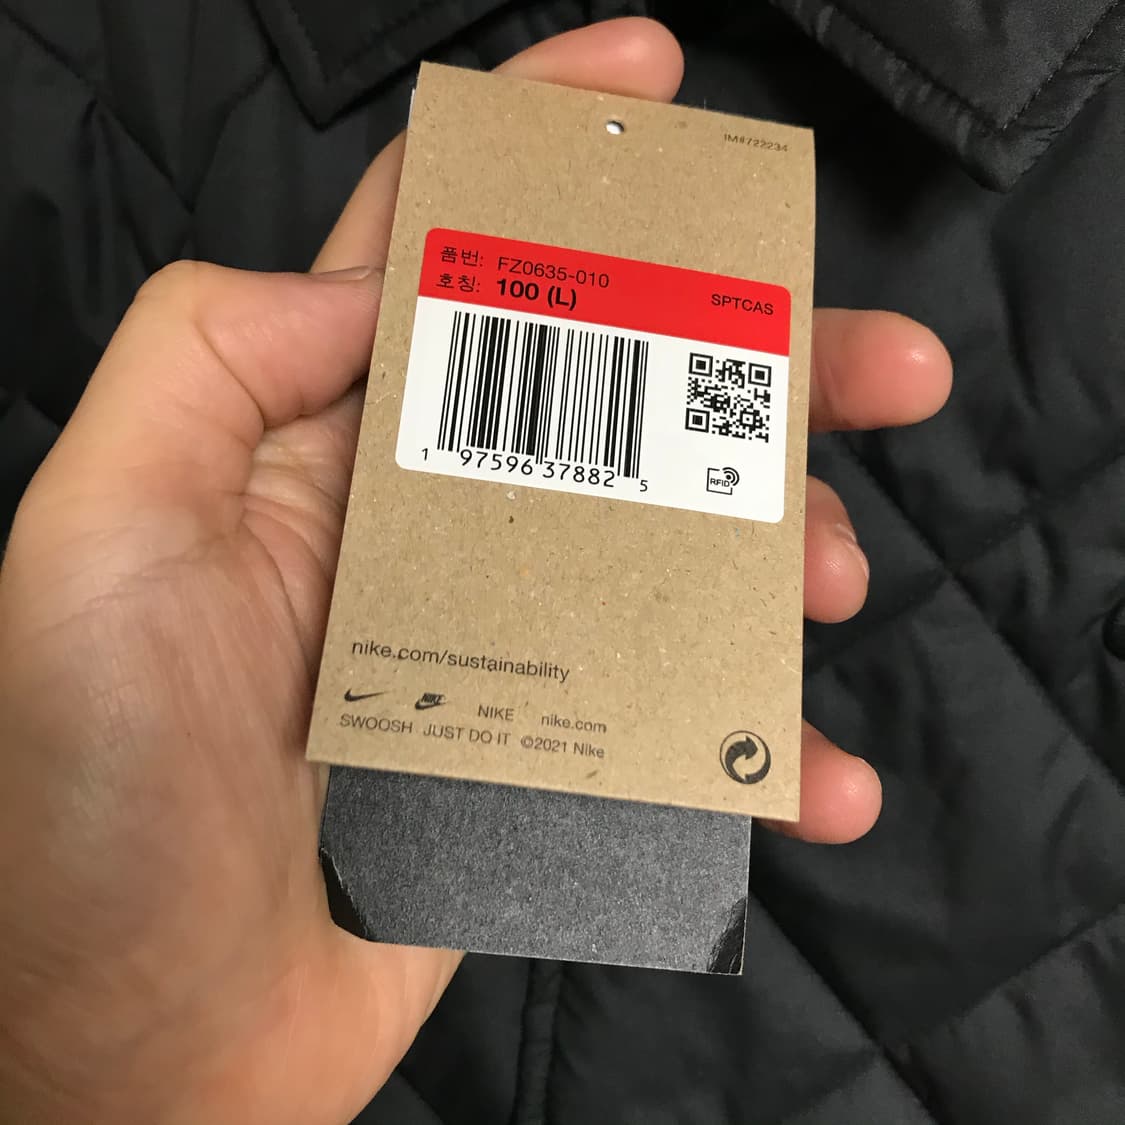 IM#722234
품번: FZ0635-010
호칭: 100 (L)
SPTCAS
1 97596 37882 5
RFID
nike.com/sustainability
NIKE NIKE nike.com
SWOOSH JUST DO IT ©2021 Nike